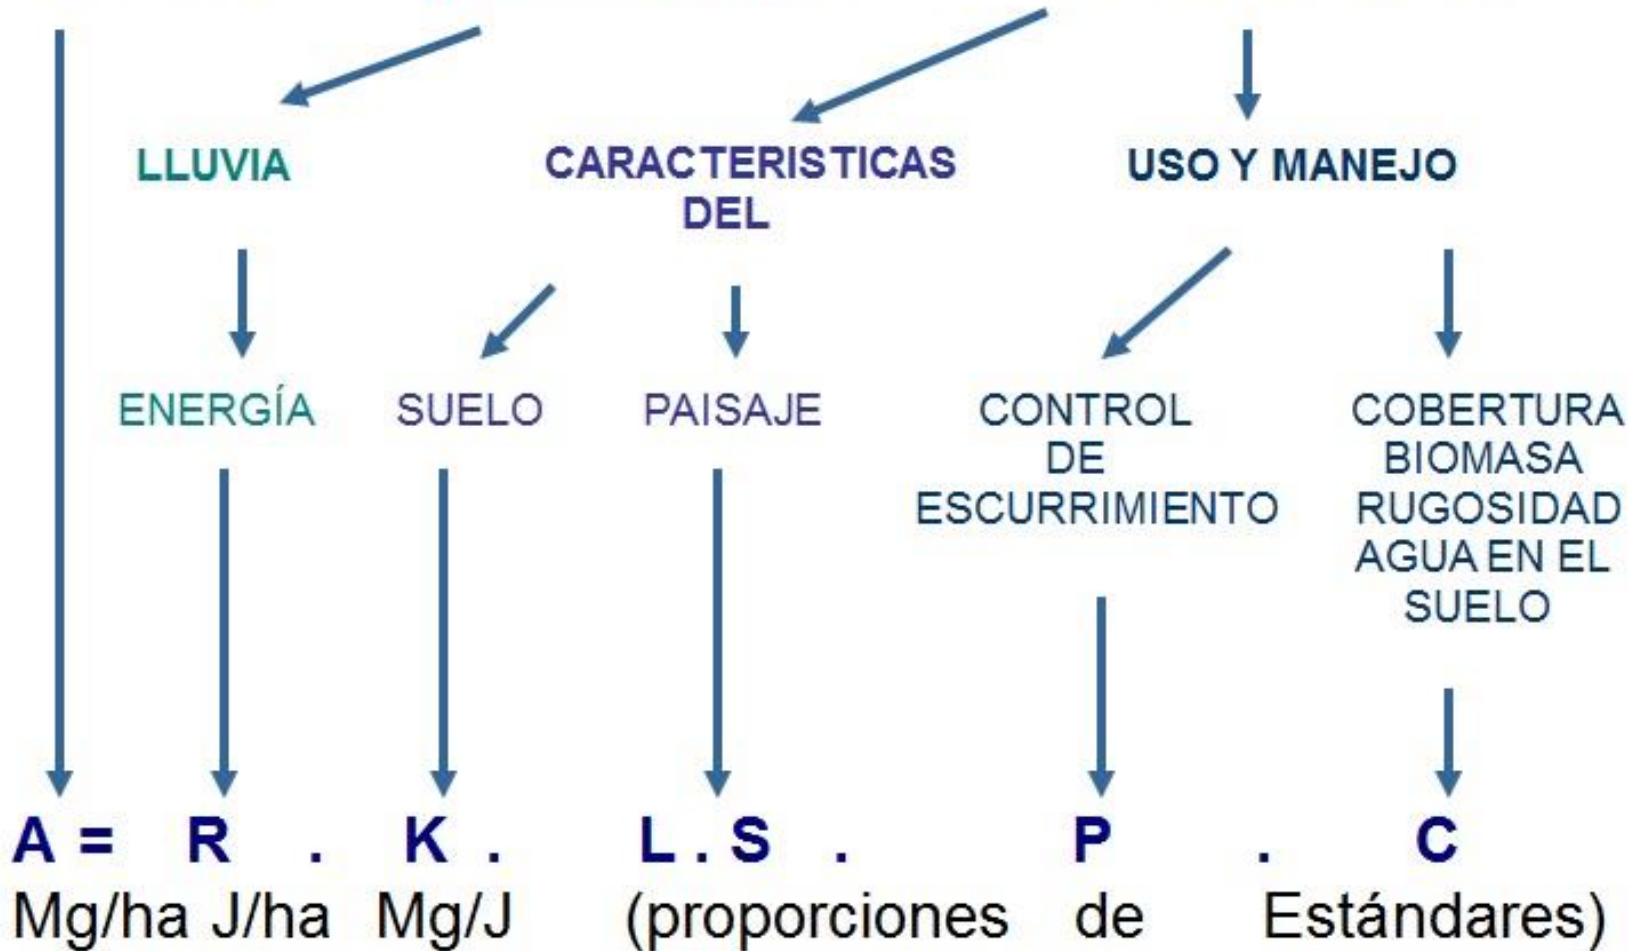 LLUVIA
CARACTERISTICAS
DEL
USO Y MANEJO
ENERGÍA
SUELO
PAISAJE
CONTROL
DE
ESCURRIMIENTO
COBERTURA
BIOMASA
RUGOSIDAD
AGUA EN EL
SUELO
A = R . K . L . S . P . C
Mg/ha J/ha Mg/J (proporciones de Estándares)